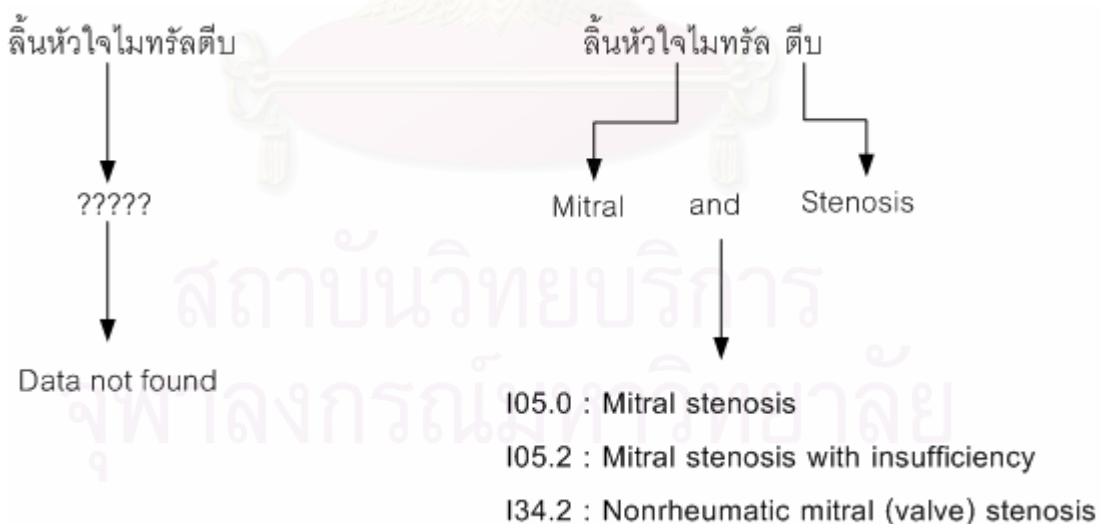 ลิ้นหัวใจไมทรัลตีบ
?????
Data not found
ลิ้นหัวใจไมทรัล ตีบ
Mitral and Stenosis
I05.0 : Mitral stenosis
I05.2 : Mitral stenosis with insufficiency
I34.2 : Nonrheumatic mitral (valve) stenosis
สถาบันวิทยบริการ
จุฬาลงกรณ์มหาวิทยาลัย